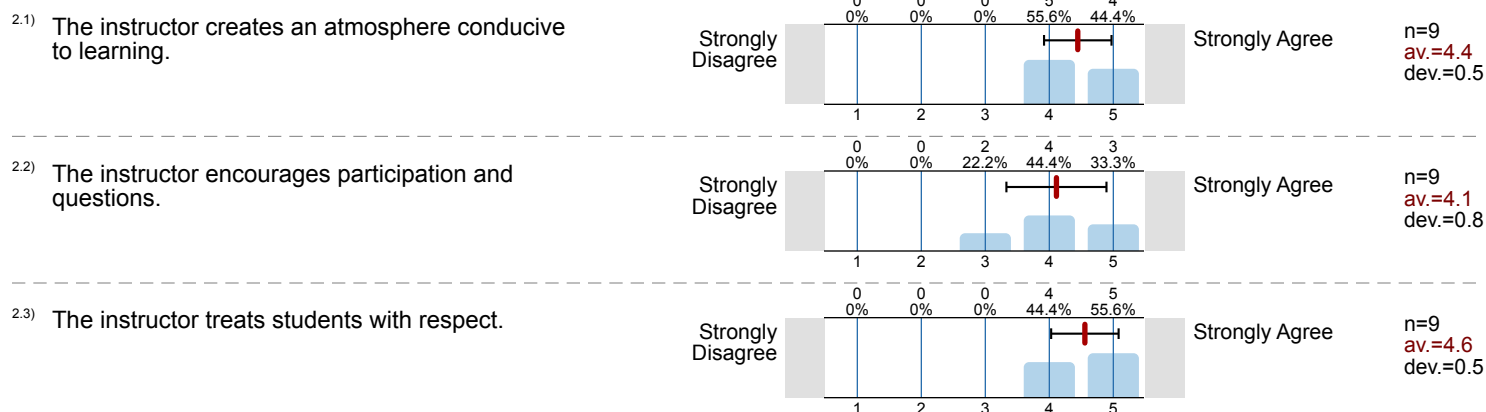 0 0 0 5 4
0% 0% 0% 55.6% 44.4%
2.1) The instructor creates an atmosphere conducive
to learning.
Strongly
Disagree
Strongly Agree
n=9
av.=4.4
dev.=0.5
1 2 3 4 5
0 0 2 4 3
0% 0% 22.2% 44.4% 33.3%
2.2) The instructor encourages participation and
questions.
Strongly
Disagree
Strongly Agree
n=9
av.=4.1
dev.=0.8
1 2 3 4 5
0 0 0 4 5
0% 0% 0% 44.4% 55.6%
2.3) The instructor treats students with respect.
Strongly
Disagree
Strongly Agree
n=9
av.=4.6
dev.=0.5
1 2 3 4 5